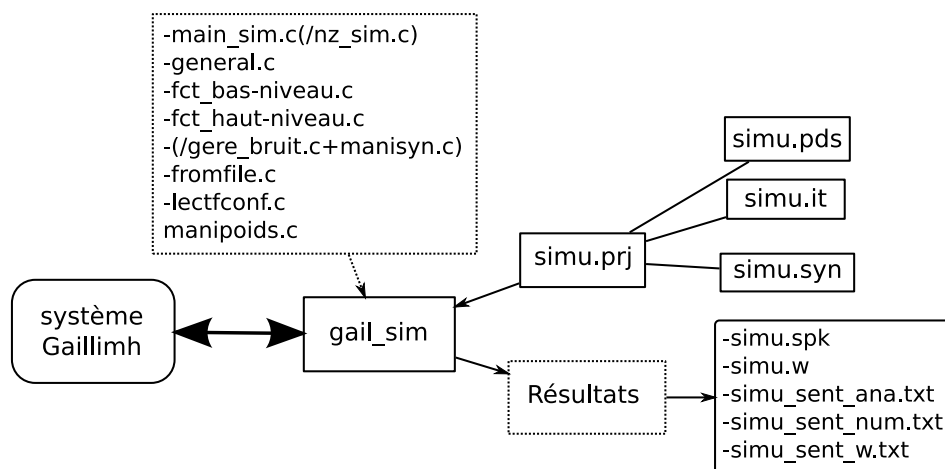 -main_sim.c(/nz_sim.c)
-general.c
-fct_bas-niveau.c
-fct_haut-niveau.c
-(/gere_bruit.c+manisyn.c)
-fromfile.c
-lectfconf.c
manipoids.c
simu.pds
simu.it
simu.prj
simu.syn
système
Gaillimh
gail_sim
Résultats
-simu.spk
-simu.w
-simu_sent_ana.txt
-simu_sent_num.txt
-simu_sent_w.txt